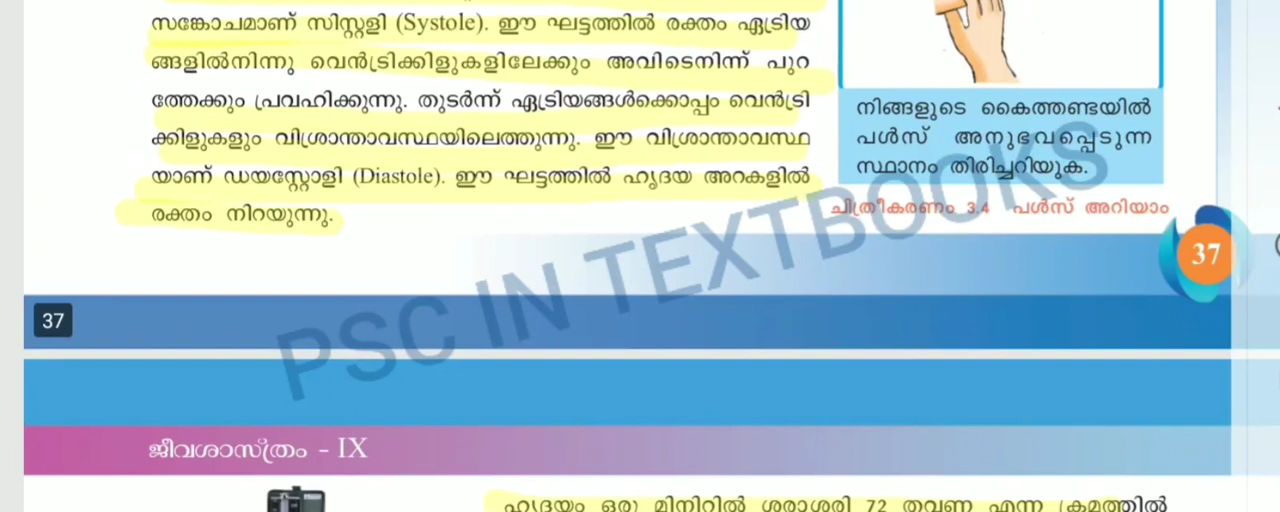 സങ്കോചമാണ് സിസ്റ്റളി (Systole). ഈ ഘട്ടത്തിൽ രക്തം ഏട്രിയ
ങ്ങളിൽനിന്നു വെൻട്രിക്കിളുകളിലേക്കും അവിടെനിന്ന് പുറ
ത്തേക്കും പ്രവഹിക്കുന്നു. തുടർന്ന് ഏട്രിയങ്ങൾക്കൊപ്പം വെൻട്രി
ക്കിളുകളും വിശ്രാന്താവസ്ഥയിലെത്തുന്നു. ഈ വിശ്രാന്താവസ്ഥ
യാണ് ഡയസ്റ്റോളി (Diastole). ഈ ഘട്ടത്തിൽ ഹൃദയ അറകളിൽ
രക്തം നിറയുന്നു.
നിങ്ങളുടെ കൈത്തണ്ടയിൽ
പൾസ് അനുഭവപ്പെടുന്ന
സ്ഥാനം തിരിച്ചറിയുക.
ചിത്രീകരണം 3.4 പൾസ് അറിയാം
37
37
PSC IN TEXTBOOKS
ജീവശാസ്ത്രം - IX
ഹൃദയം ഒരു മിനിറ്റിൽ ശരാശരി 72 തവണ എന്ന ക്രമത്തിൽ